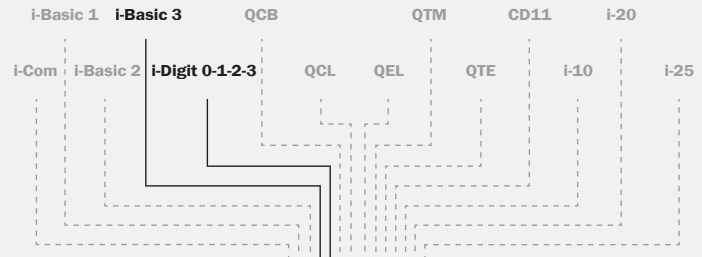 i-Basic 1 i-Basic 3 QCB QTM CD11 i-20
i-Com i-Basic 2 i-Digit 0-1-2-3 QCL QEL QTE i-10 i-25